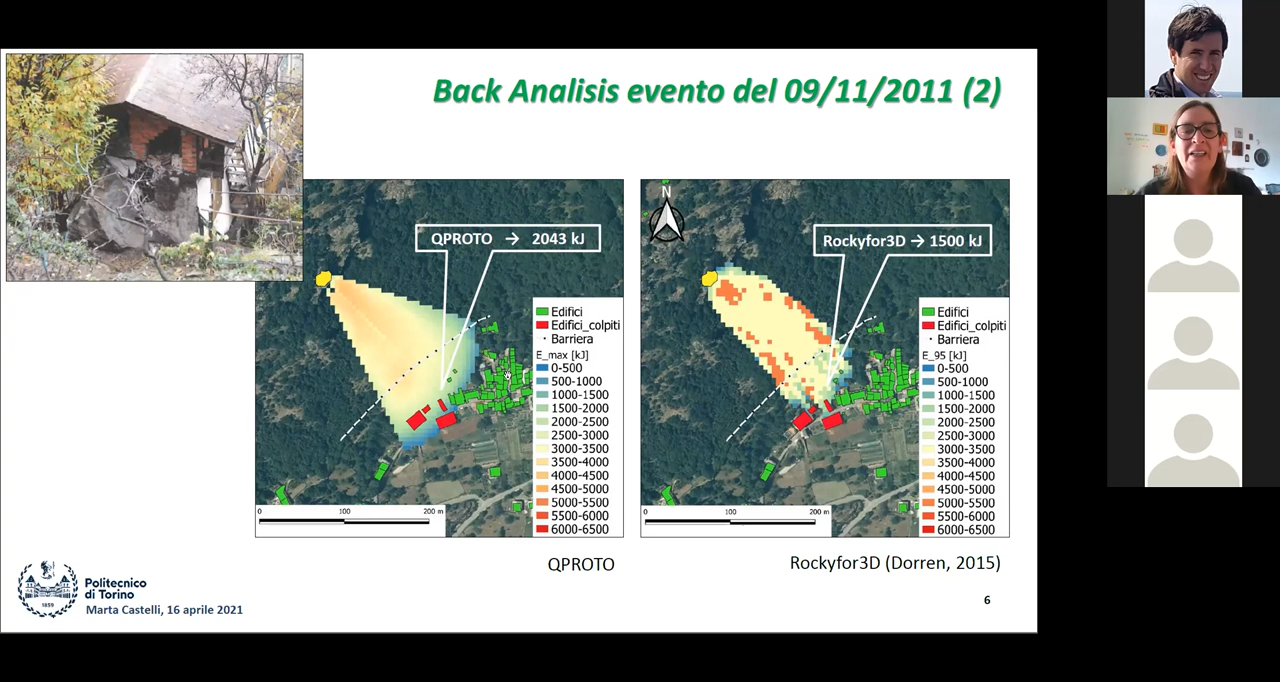 Back Analisis evento del 09/11/2011 (2)
QPROTO → 2043 kJ
Edifici
Edifici_colpiti
Barriera
E_max [kJ]
0-500
500-1000
1000-1500
1500-2000
2000-2500
2500-3000
3000-3500
3500-4000
4000-4500
4500-5000
5000-5500
5500-6000
6000-6500
0 100 200 m
N
Rockyfor3D → 1500 kJ
Edifici
Edifici_colpiti
Barriera
E_95 [kJ]
0-500
500-1000
1000-1500
1500-2000
2000-2500
2500-3000
3000-3500
3500-4000
4000-4500
4500-5000
5000-5500
5500-6000
6000-6500
0 100 200 m
QPROTO
Rockyfor3D (Dorren, 2015)
1859
Politecnico
di Torino
Marta Castelli, 16 aprile 2021
6